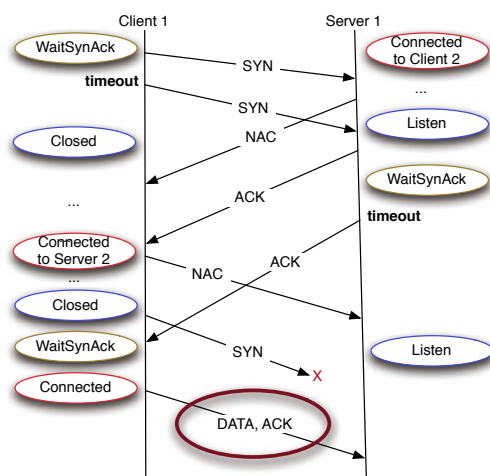 Client 1
Server 1
WaitSynAck
Connected
to Client 2
SYN
timeout
...
SYN
Listen
NAC
Closed
WaitSynAck
ACK
...
timeout
Connected
to Server 2
ACK
NAC
...
Closed
WaitSynAck
SYN
Listen
X
Connected
DATA, ACK